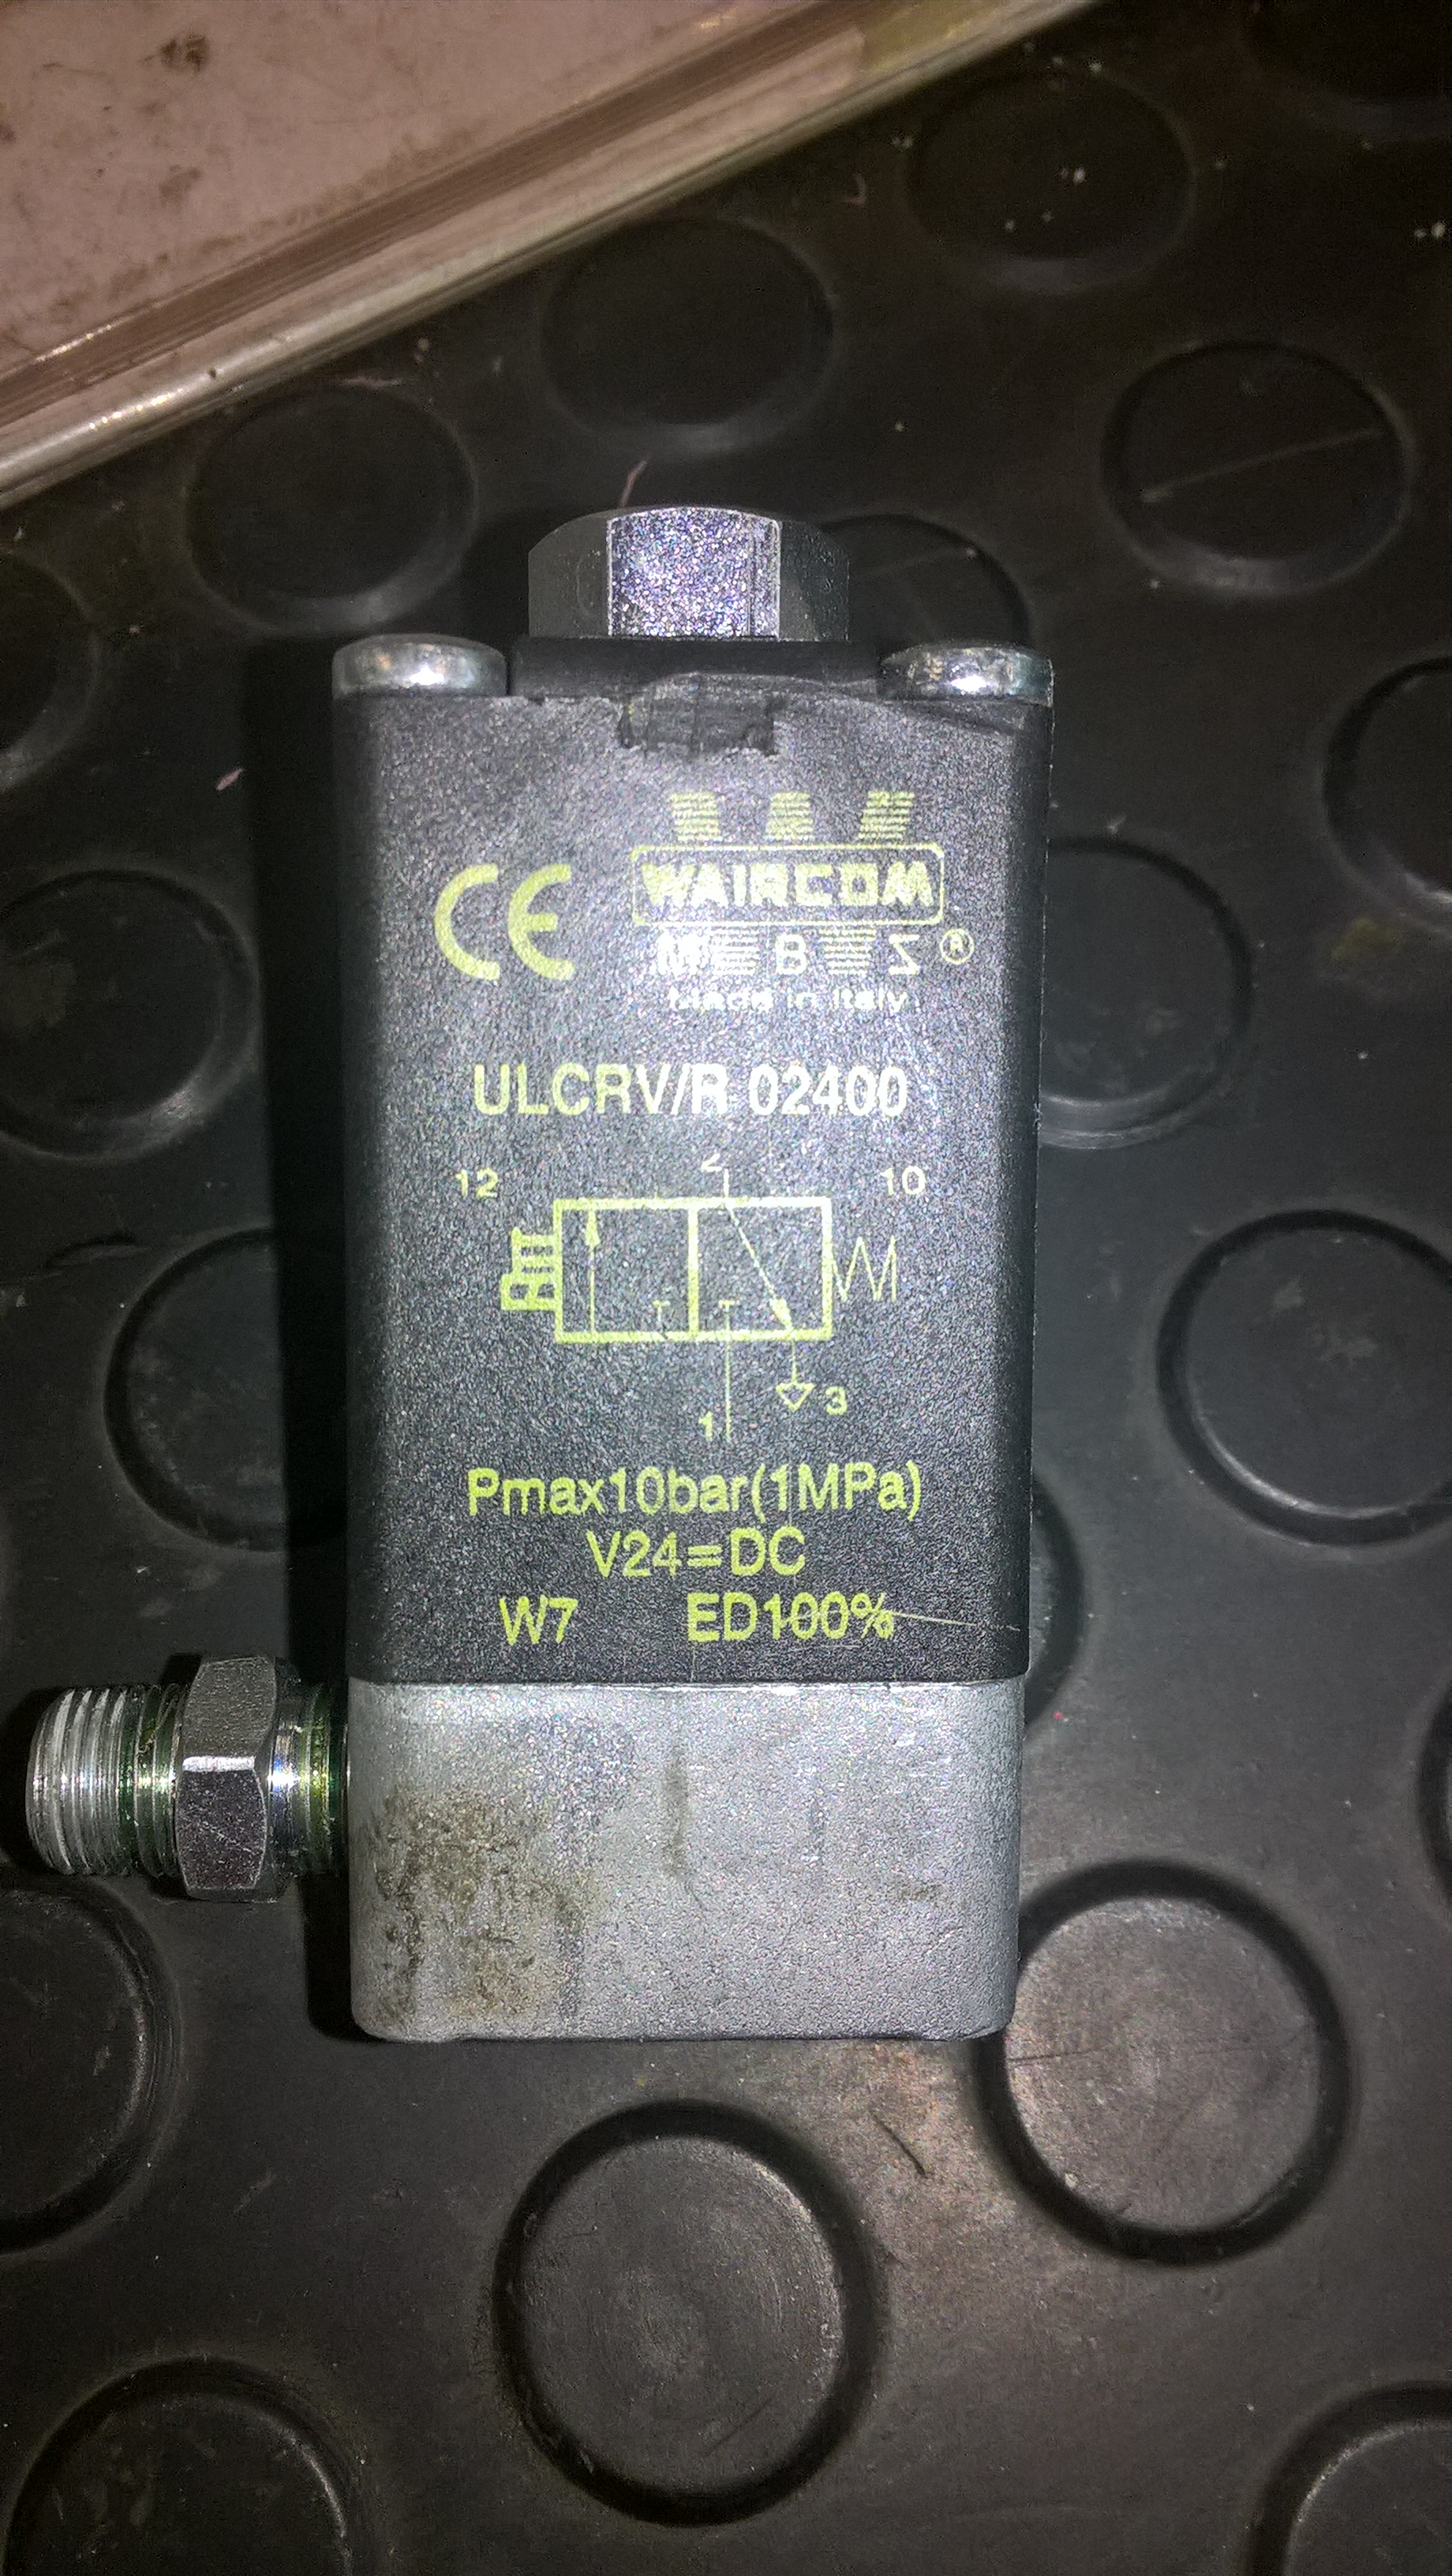 CE
WAIRCOM
M B S ®
Made in Italy
ULCRV/R 02400
12 2 10
1 3
Pmax10bar(1MPa)
V24=DC
W7 ED100%